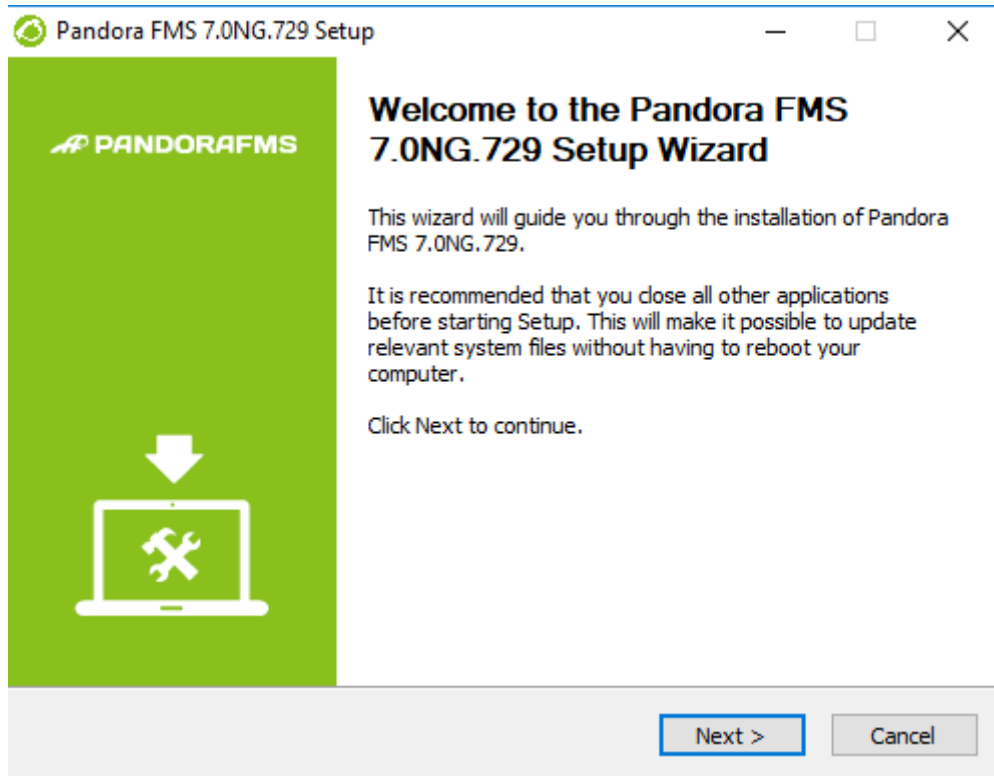 Pandora FMS 7.0NG.729 Setup
PANDORAFMS
Welcome to the Pandora FMS
7.0NG.729 Setup Wizard
This wizard will guide you through the installation of Pandora
FMS 7.0NG.729.
It is recommended that you close all other applications
before starting Setup. This will make it possible to update
relevant system files without having to reboot your
computer.
Click Next to continue.
Next >
Cancel